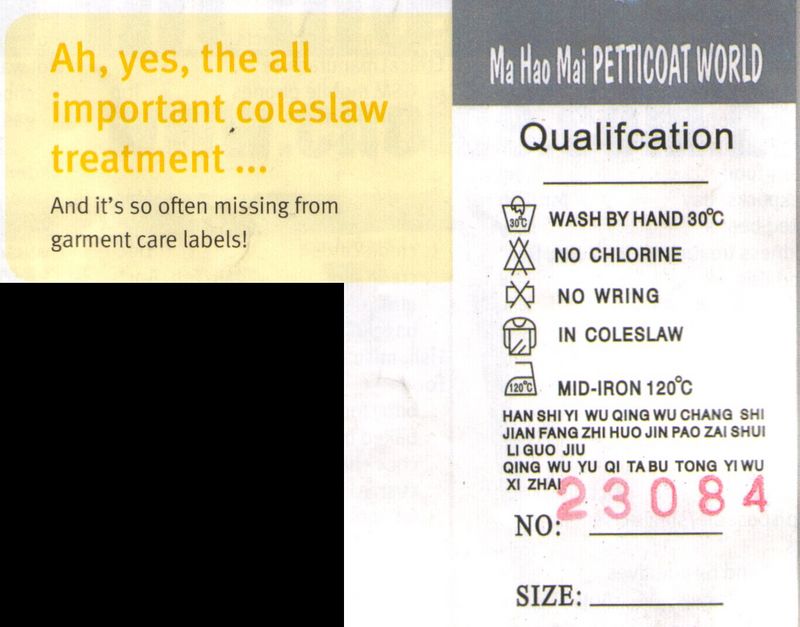 Ah, yes, the all
important coleslaw
treatment ...
And it's so often missing from
garment care labels!
Ma Hao Mai PETTICOAT WORLD
Qualifcation
30℃ WASH BY HAND 30℃
NO CHLORINE
NO WRING
IN COLESLAW
120℃ MID-IRON 120℃
HAN SHI YI WU QING WU CHANG SHI
JIAN FANG ZHI HUO JIN PAO ZAI SHUI
LI GUO JIU
QING WU YU QI TA BU TONG YI WU
XI ZHAI
23084
NO:
SIZE: